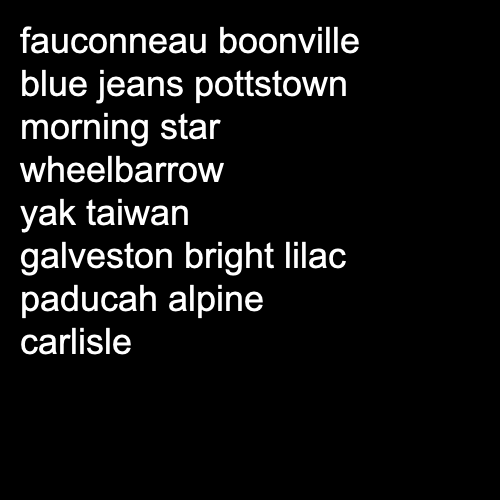 fauconneau boonville
blue jeans pottstown
morning star
wheelbarrow
yak taiwan
galveston bright lilac
paducah alpine
carlisle